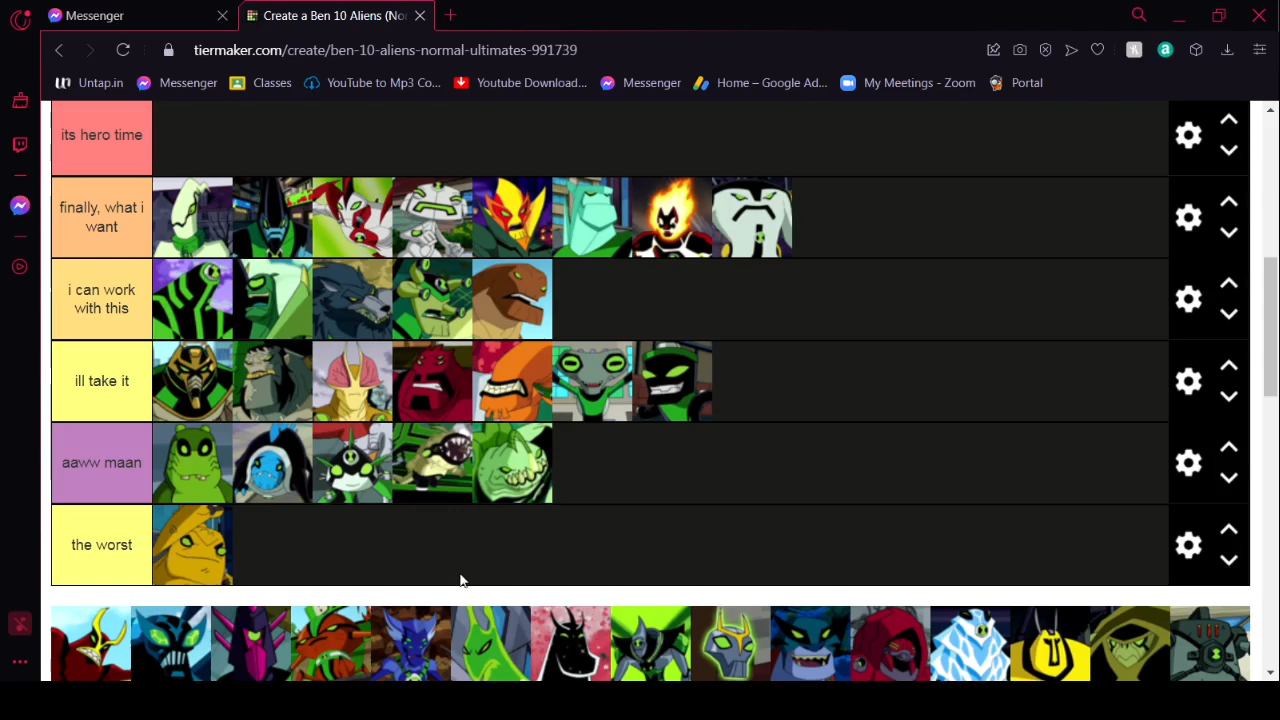 Messenger
Create a Ben 10 Aliens (No
tiermaker.com/create/ben-10-aliens-normal-ultimates-991739
Untap.in
Messenger
Classes
YouTube to Mp3 Co...
Youtube Download...
Messenger
Home – Google Ad...
My Meetings - Zoom
Portal
its hero time
finally, what i
want
i can work
with this
ill take it
aaww maan
the worst